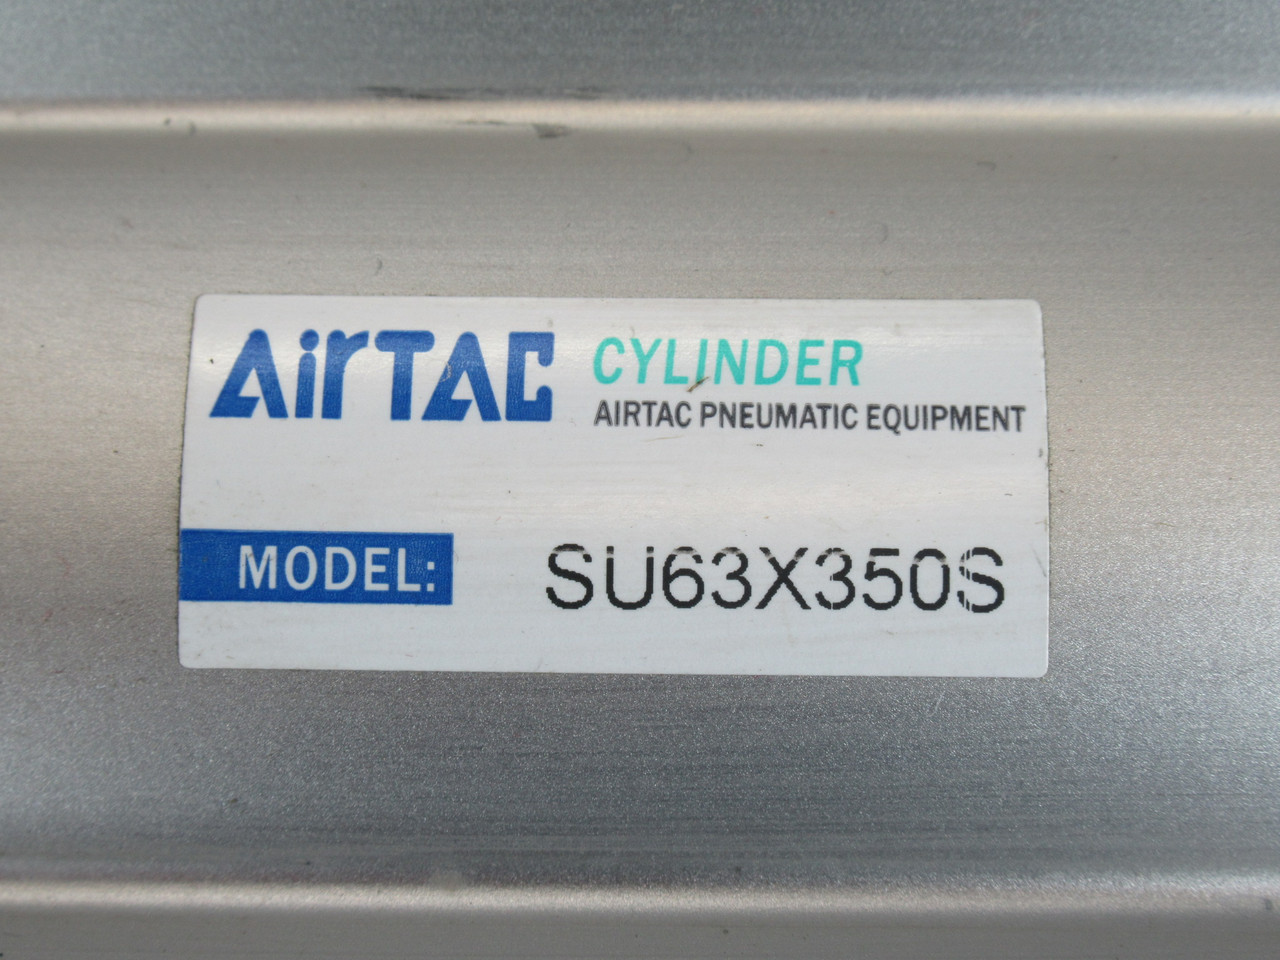 AirTAC CYLINDER
AIRTAC PNEUMATIC EQUIPMENT
MODEL: SU63X350S